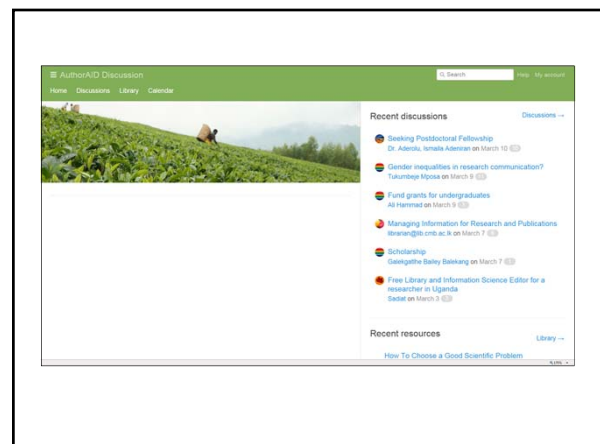 AuthorAID Discussion
Search
Help My account
Home Discussions Library Calendar
Recent discussions
Discussions →
Seeking Postdoctoral Fellowship
Dr. Aderolu, Ismaila Adeniran on March 10
Gender inequalities in research communication?
Tukumbeje Mposa on March 9
Fund grants for undergraduates
Ali Hammad on March 9
Managing Information for Research and Publications
librarian@lib.cmb.ac.lk on March 7
Scholarship
Bailey Balekang on March 7
Free Library and Information Science Editor for a
researcher in Uganda
Sadiat on March 3
Recent resources
Library →
How To Choose a Good Scientific Problem